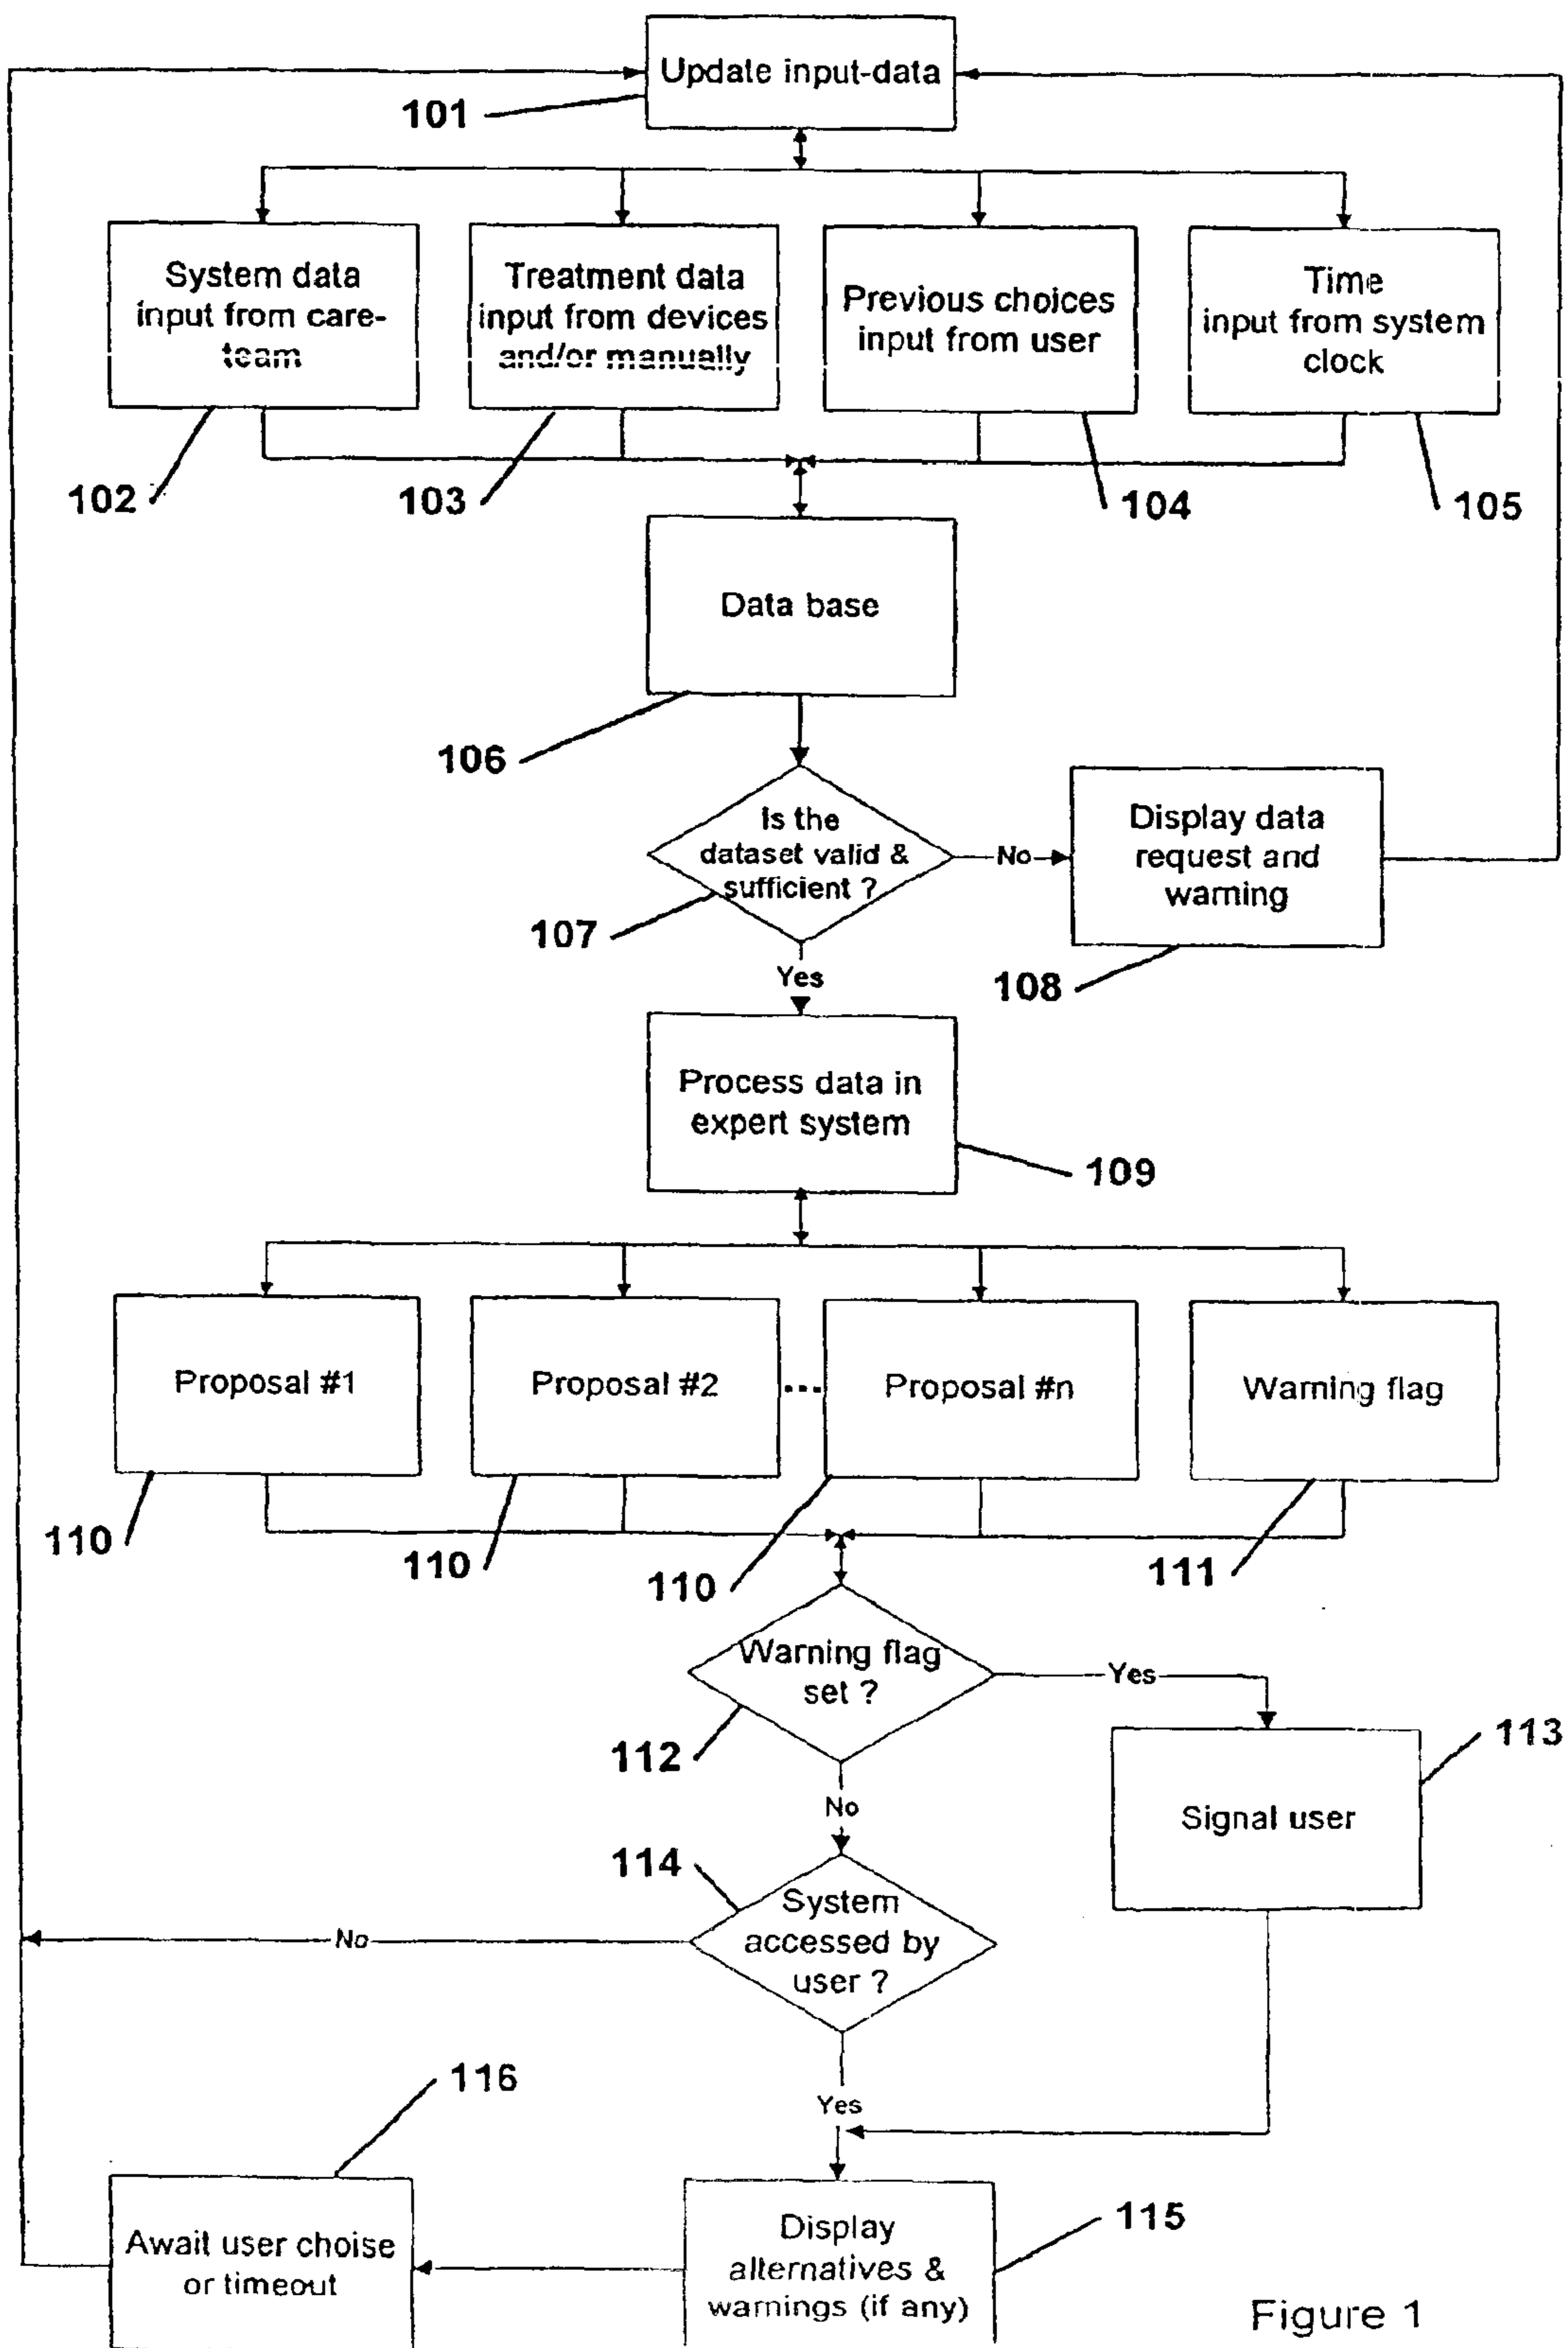 Update input-data
101
System data
input from care-
team
Treatment data
input from devices
and/or manually
Previous choices
input from user
Time
input from system
clock
102
103
104
105
Data base
106
Is the
dataset valid &
sufficient ?
No
Display data
request and
warning
107
108
Yes
Process data in
expert system
109
Proposal #1
Proposal #2
...
Proposal #n
Warning flag
110
110
110
111
Warning flag
set ?
Yes
112
113
Signal user
No
114
System
accessed by
user ?
No
Yes
116
115
Await user choise
or timeout
Display
alternatives &
warnings (if any)
Figure 1